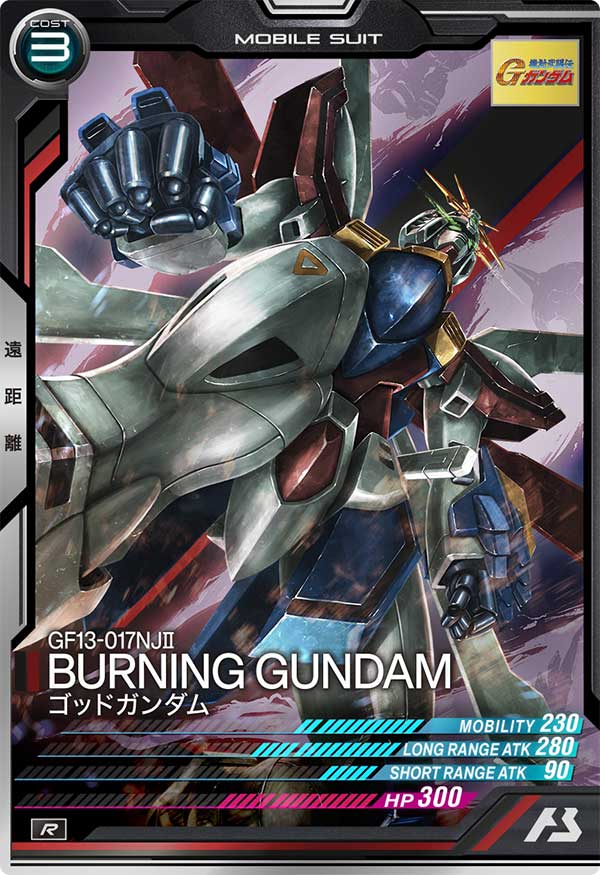 COST
3
MOBILE SUIT
機動武闘伝
Gガンダム
遠距離
GF13-017NJII
BURNING GUNDAM
ゴッドガンダム
MOBILITY 230
LONG RANGE ATK 280
SHORT RANGE ATK 90
HP 300
R